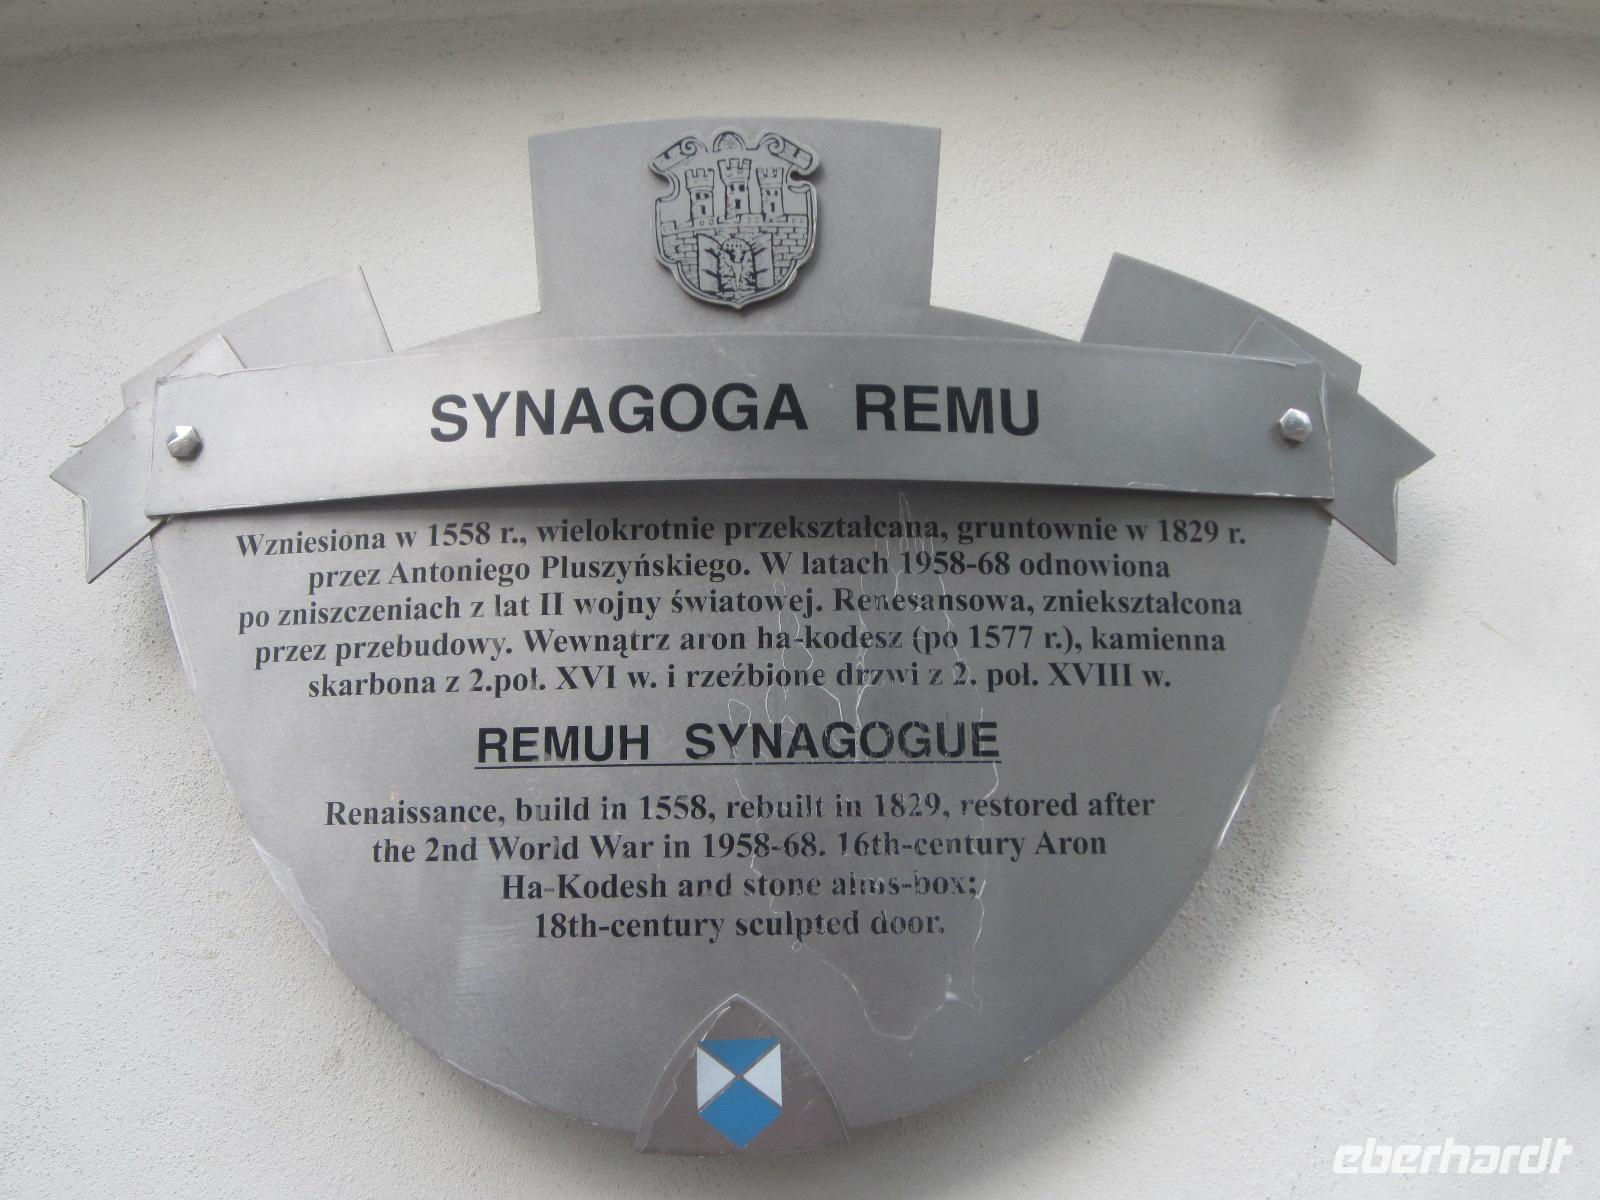 SYNAGOGA REMU
Wzniesiona w 1558 r., wielokrotnie przekształcana, gruntownie w 1829 r.
przez Antoniego Pluszyńskiego. W latach 1958-68 odnowiona
po zniszczeniach z lat II wojny światowej. Renesansowa, zniekształcona
przez przebudowy. Wewnątrz aron ha-kodesz (po 1577 r.), kamienna
skarbona z 2.poł. XVI w. i rzeźbione drzwi z 2. poł. XVIII w.
REMUH SYNAGOGUE
Renaissance, build in 1558, rebuilt in 1829, restored after
the 2nd World War in 1958-68. 16th-century Aron
Ha-Kodesh and stone alms-box;
18th-century sculpted door.
eberhardt